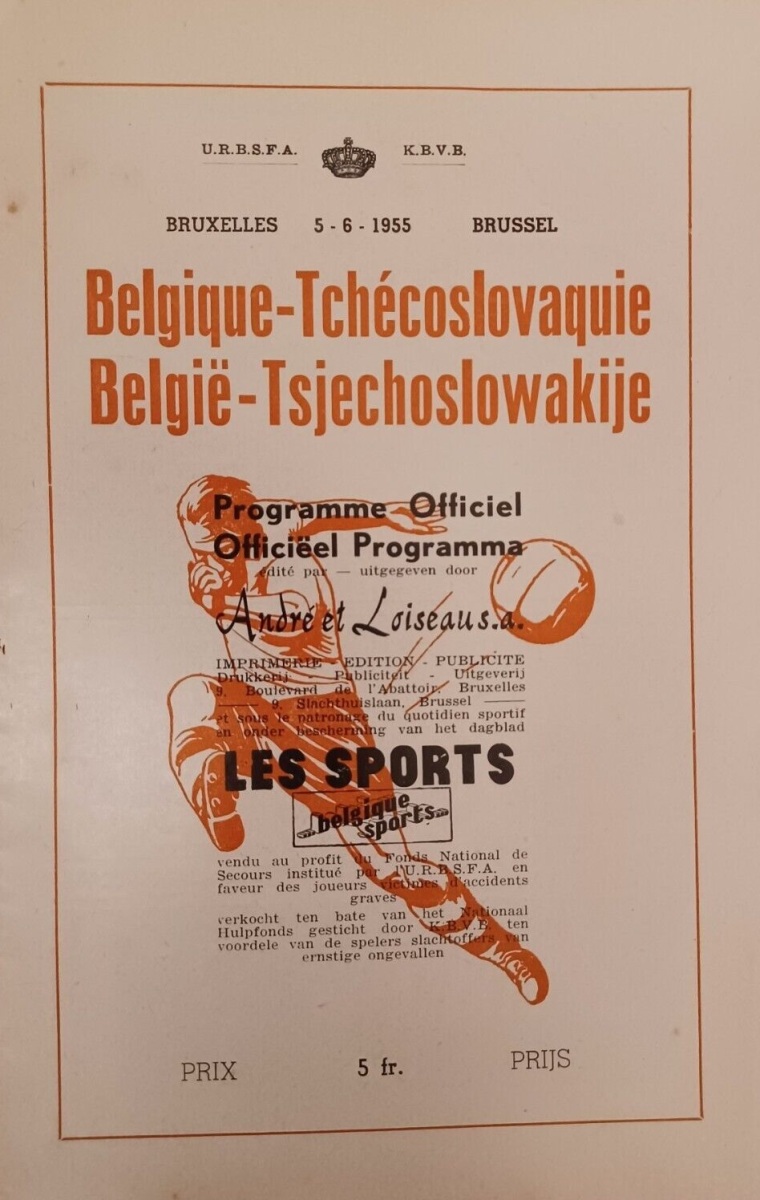 U.R.B.S.F.A. K.B.V.B.
BRUXELLES 5 - 6 - 1955 BRUSSEL
Belgique-Tchécoslovaquie
België-Tsjechoslowakije
Programme Officiel
Officiëel Programma
édité par — uitgegeven door
André et Loiseau s.a.
IMPRIMERIE - EDITION - PUBLICITE
Drukkerij - Publiciteit - Uitgeverij
9, Boulevard de l'Abattoir, Bruxelles
9, Slachthuislaan, Brussel
et sous le patronage du quotidien sportif
en onder bescherming van het dagblad
LES SPORTS
belgique
sports
vendu au profit du Fonds National de
Secours institué par l'U.R.B.S.F.A. en
faveur des joueurs victimes d'accidents
graves
verkocht ten bate van het Nationaal
Hulpfonds gesticht door K.B.V.B. ten
voordele van de spelers slachtoffers van
ernstige ongevallen
PRIX 5 fr. PRIJS